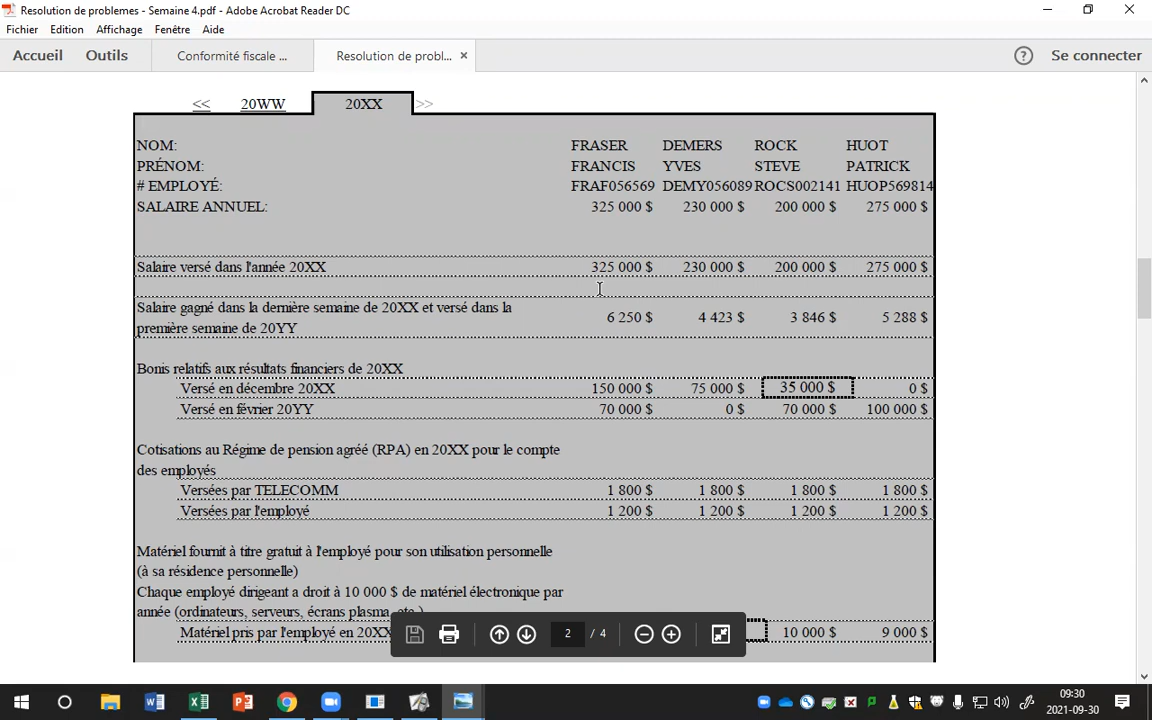 Resolution de problemes - Semaine 4.pdf - Adobe Acrobat Reader DC
Fichier Edition Affichage Fenêtre Aide
Accueil Outils Conformité fiscale ... Resolution de probl... × ? Se connecter
<< 20WW 20XX >>
NOM: FRASER DEMERS ROCK HUOT
PRÉNOM: FRANCIS YVES STEVE PATRICK
# EMPLOYÉ: FRAF056569 DEMY056089 ROCS002141 HUOP569814
SALAIRE ANNUEL: 325 000 $ 230 000 $ 200 000 $ 275 000 $
Salaire versé dans l'année 20XX 325 000 $ 230 000 $ 200 000 $ 275 000 $
Salaire gagné dans la dernière semaine de 20XX et versé dans la
première semaine de 20YY 6 250 $ 4 423 $ 3 846 $ 5 288 $
Bonis relatifs aux résultats financiers de 20XX
Versé en décembre 20XX 150 000 $ 75 000 $ 35 000 $ 0 $
Versé en février 20YY 70 000 $ 0 $ 70 000 $ 100 000 $
Cotisations au Régime de pension agréé (RPA) en 20XX pour le compte
des employés
Versées par TELECOMM 1 800 $ 1 800 $ 1 800 $ 1 800 $
Versées par l'employé 1 200 $ 1 200 $ 1 200 $ 1 200 $
Matériel fournit à titre gratuit à l'employé pour son utilisation personnelle
(à sa résidence personnelle)
Chaque employé dirigeant a droit à 10 000 $ de matériel électronique par
année (ordinateurs, serveurs, écrans plasma, etc.)
Matériel pris par l'employé en 20XX 10 000 $ 9 000 $
2 / 4
09:30
2021-09-30